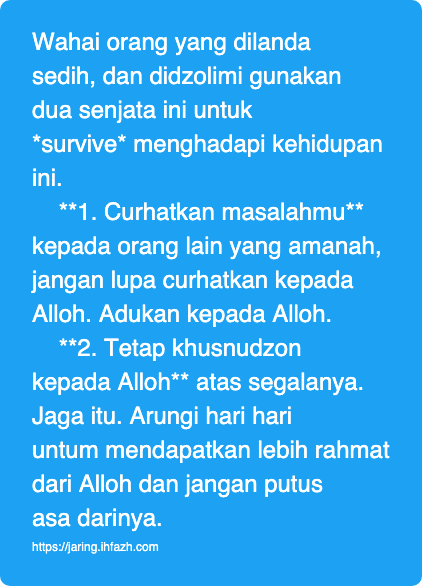 Wahai orang yang dilanda
sedih, dan didzolimi gunakan
dua senjata ini untuk
*survive* menghadapi kehidupan
ini.
**1. Curhatkan masalahmu**
kepada orang lain yang amanah,
jangan lupa curhatkan kepada
Alloh. Adukan kepada Alloh.
**2. Tetap khusnudzon
kepada Alloh** atas segalanya.
Jaga itu. Arungi hari hari
untum mendapatkan lebih rahmat
dari Alloh dan jangan putus
asa darinya.
https://jaring.ihfazh.com